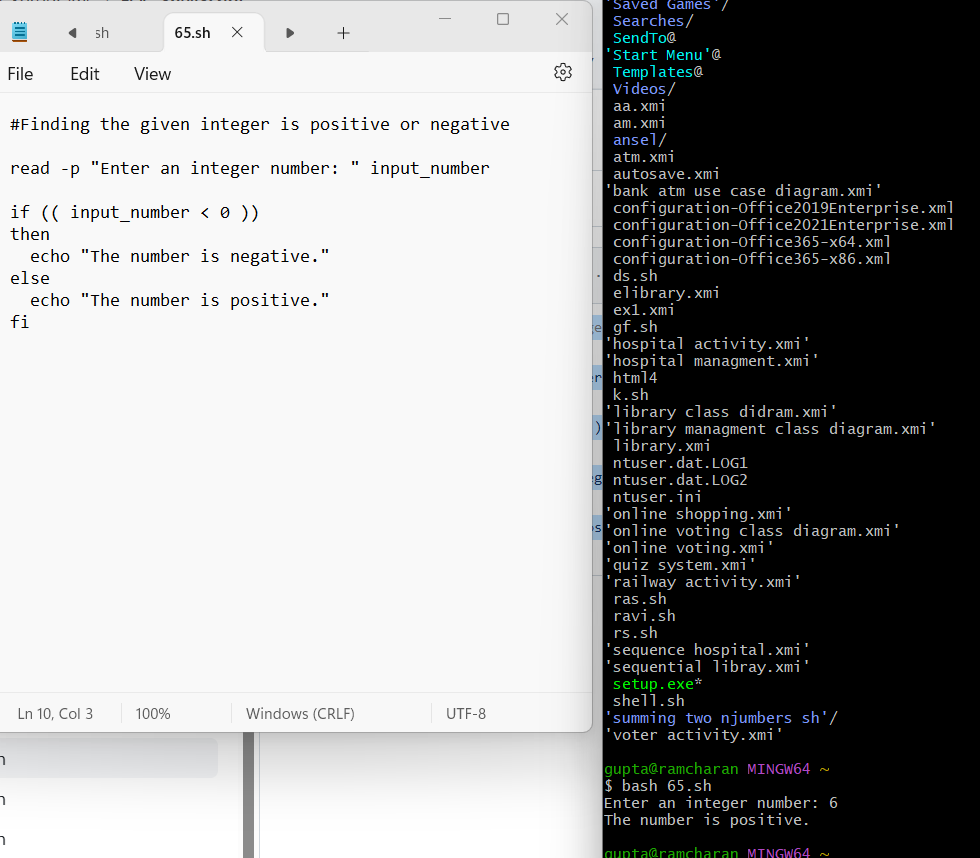 sh
65.sh
File Edit View
#Finding the given integer is positive or negative
read -p "Enter an integer number: " input_number
if (( input_number < 0 ))
then
  echo "The number is negative."
else
  echo "The number is positive."
fi
Ln 10, Col 3 100% Windows (CRLF) UTF-8
'Saved Games'/
Searches/
SendTo@
'Start Menu'@
Templates@
Videos/
aa.xmi
am.xmi
ansel/
atm.xmi
autosave.xmi
'bank atm use case diagram.xmi'
configuration-Office2019Enterprise.xml
configuration-Office2021Enterprise.xml
configuration-Office365-x64.xml
configuration-Office365-x86.xml
ds.sh
elibrary.xmi
ex1.xmi
gf.sh
'hospital activity.xmi'
'hospital managment.xmi'
html4
k.sh
'library class didram.xmi'
'library managment class diagram.xmi'
library.xmi
ntuser.dat.LOG1
ntuser.dat.LOG2
ntuser.ini
'online shopping.xmi'
'online voting class diagram.xmi'
'online voting.xmi'
'quiz system.xmi'
'railway activity.xmi'
ras.sh
ravi.sh
rs.sh
'sequence hospital.xmi'
'sequential libray.xmi'
setup.exe*
shell.sh
'summing two njumbers sh'/
'voter activity.xmi'
gupta@ramcharan MINGW64 ~
$ bash 65.sh
Enter an integer number: 6
The number is positive.
gupta@ramcharan MINGW64 ~